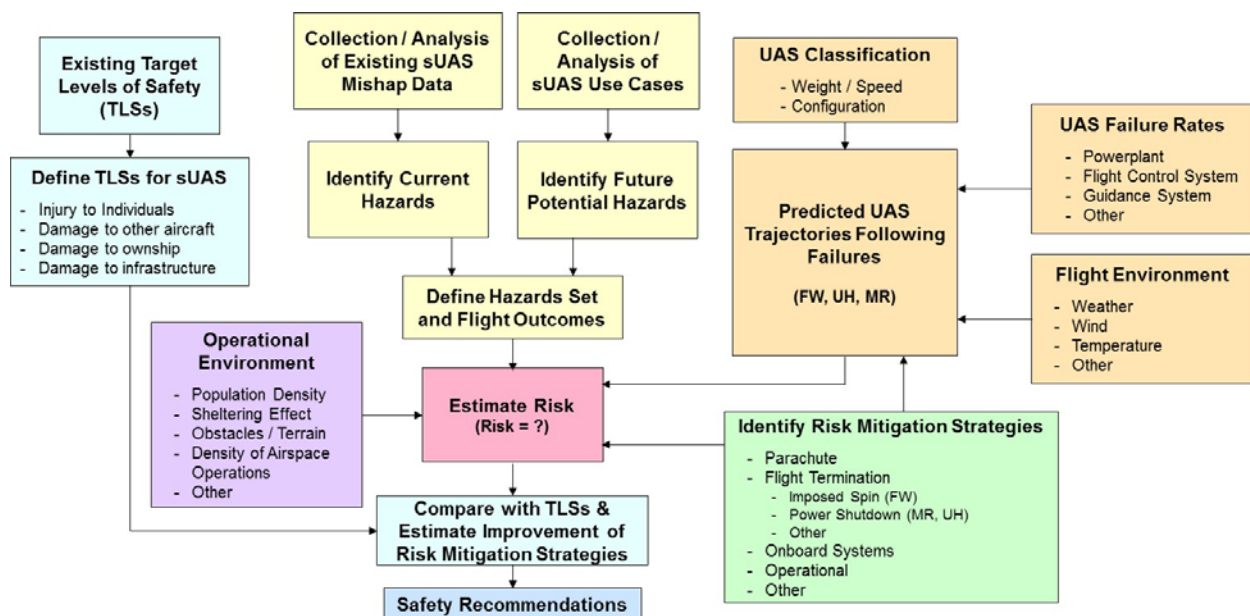 Existing Target
Levels of Safety
(TLSs)
Define TLSs for sUAS
- Injury to Individuals
- Damage to other aircraft
- Damage to ownship
- Damage to infrastructure
Collection / Analysis
of Existing sUAS
Mishap Data
Collection /
Analysis of
sUAS Use Cases
Identify Current
Hazards
Identify Future
Potential Hazards
Define Hazards Set
and Flight Outcomes
Operational
Environment
- Population Density
- Sheltering Effect
- Obstacles / Terrain
- Density of Airspace
Operations
- Other
Estimate Risk
(Risk = ?)
Compare with TLSs &
Estimate Improvement of
Risk Mitigation Strategies
Safety Recommendations
UAS Classification
- Weight / Speed
- Configuration
Predicted UAS
Trajectories Following
Failures
(FW, UH, MR)
UAS Failure Rates
- Powerplant
- Flight Control System
- Guidance System
- Other
Flight Environment
- Weather
- Wind
- Temperature
- Other
Identify Risk Mitigation Strategies
- Parachute
- Flight Termination
- Imposed Spin (FW)
- Power Shutdown (MR, UH)
- Other
- Onboard Systems
- Operational
- Other